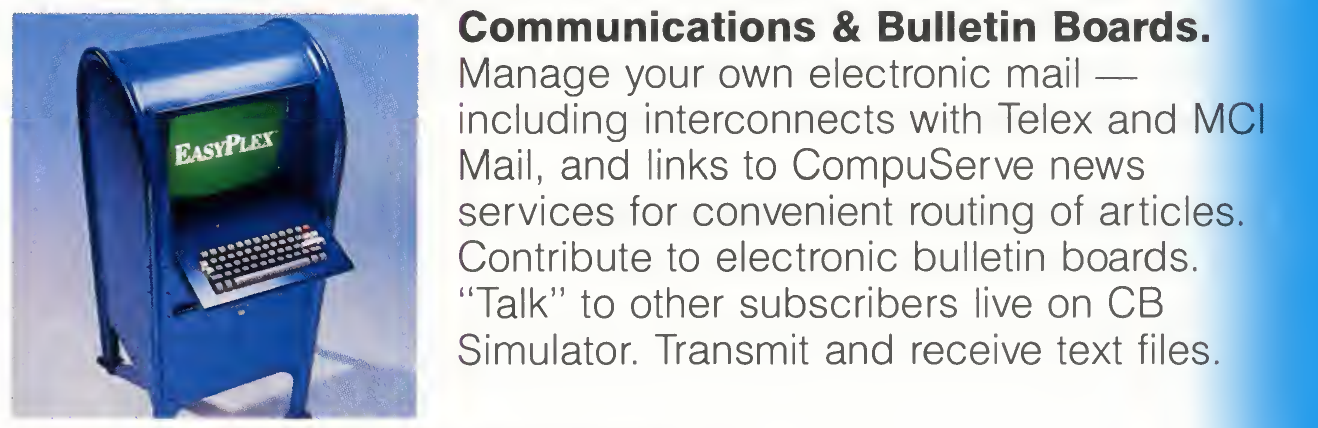 EASYPLEX
Communications & Bulletin Boards.
Manage your own electronic mail —
including interconnects with Telex and MCI
Mail, and links to CompuServe news
services for convenient routing of articles.
Contribute to electronic bulletin boards.
“Talk” to other subscribers live on CB
Simulator. Transmit and receive text files.